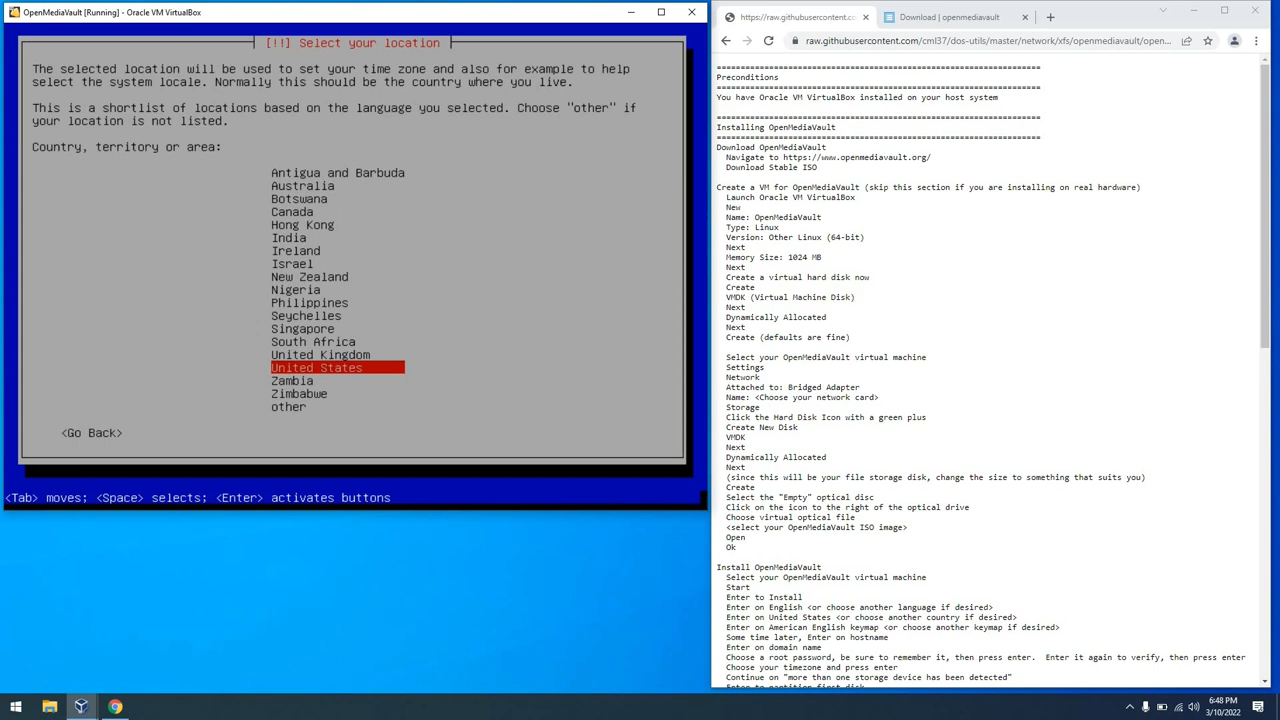 OpenMediaVault [Running] - Oracle VM VirtualBox
[!!] Select your location
The selected location will be used to set your time zone and also for example to help
select the system locale. Normally this should be the country where you live.
This is a shortlist of locations based on the language you selected. Choose "other" if
your location is not listed.
Country, territory or area:
Antigua and Barbuda
Australia
Botswana
Canada
Hong Kong
India
Ireland
Israel
New Zealand
Nigeria
Philippines
Seychelles
Singapore
South Africa
United Kingdom
United States
Zambia
Zimbabwe
other
<Go Back>
<Tab> moves; <Space> selects; <Enter> activates buttons
https://raw.githubusercontent.co
Download | openmediavault
raw.githubusercontent.com/cml37/dos-utils/master/network/xfs/openmediavault/open...
=================================================================
Preconditions
=================================================================
You have Oracle VM VirtualBox installed on your host system
=================================================================
Installing OpenMediaVault
=================================================================
Download OpenMediaVault
Navigate to https://www.openmediavault.org/
Download Stable ISO
Create a VM for OpenMediaVault (skip this section if you are installing on real hardware)
Launch Oracle VM VirtualBox
New
Name: OpenMediaVault
Type: Linux
Version: Other Linux (64-bit)
Next
Memory Size: 1024 MB
Next
Create a virtual hard disk now
Create
VMDK (Virtual Machine Disk)
Next
Dynamically Allocated
Next
Create (defaults are fine)
Select your OpenMediaVault virtual machine
Settings
Network
Attached to: Bridged Adapter
Name: <Choose your network card>
Storage
Click the Hard Disk Icon with a green plus
Create New Disk
VMDK
Next
Dynamically Allocated
Next
(since this will be your file storage disk, change the size to something that suits you)
Create
Select the "Empty" optical disc
Click on the icon to the right of the optical drive
Choose virtual optical file
<select your OpenMediaVault ISO image>
Open
Ok
Install OpenMediaVault
Select your OpenMediaVault virtual machine
Start
Enter to Install
Enter on English <or choose another language if desired>
Enter on United States <or choose another country if desired>
Enter on American English keymap <or choose another keymap if desired>
Some time later, Enter on hostname
Enter on domain name
Choose a root password, be sure to remember it, then press enter.  Enter it again to verify, then press enter
Choose your timezone and press enter
Continue on "more than one storage device has been detected"
Enter to partition first disk
6:48 PM
3/10/2022